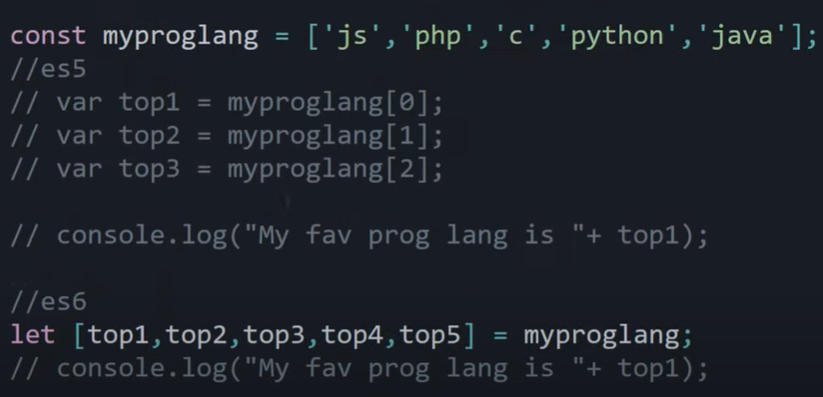 const myproglang = ['js','php','c','python','java'];
//es5
// var top1 = myproglang[0];
// var top2 = myproglang[1];
// var top3 = myproglang[2];
// console.log("My fav prog lang is "+ top1);
//es6
let [top1,top2,top3,top4,top5] = myproglang;
// console.log("My fav prog lang is "+ top1);